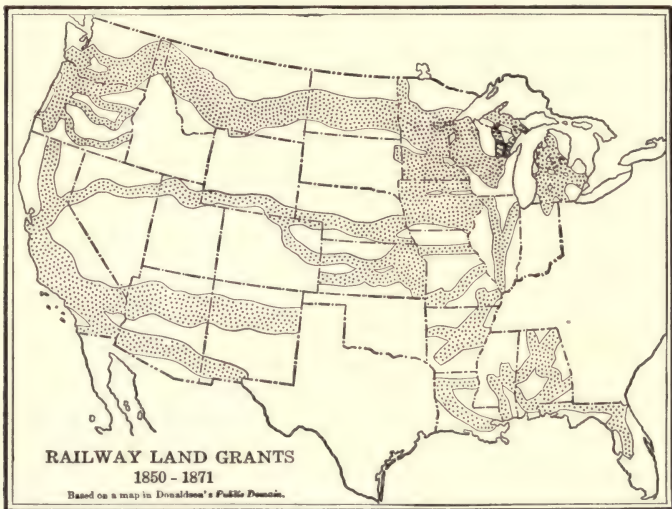 RAILWAY LAND GRANTS
1850 - 1871
Based on a map in Donaldson's Public Domain.